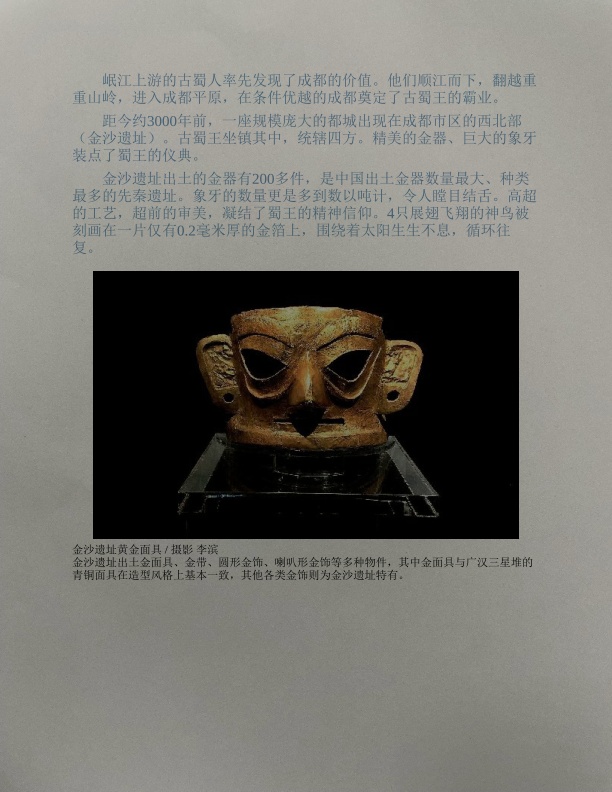 岷江上游的古蜀人率先发现了成都的价值。他们顺江而下，翻越重
重山岭，进入成都平原，在条件优越的成都奠定了古蜀王的霸业。
距今约3000年前，一座规模庞大的都城出现在成都市区的西北部
（金沙遗址）。古蜀王坐镇其中，统辖四方。精美的金器、巨大的象牙
装点了蜀王的仪典。
金沙遗址出土的金器有200多件，是中国出土金器数量最大、种类
最多的先秦遗址。象牙的数量更是多到数以吨计，令人瞠目结舌。高超
的工艺，超前的审美，凝结了蜀王的精神信仰。4只展翅飞翔的神鸟被
刻画在一片仅有0.2毫米厚的金箔上，围绕着太阳生生不息，循环往
复。
金沙遗址黄金面具 / 摄影 李滨
金沙遗址出土金面具、金带、圆形金饰、喇叭形金饰等多种物件，其中金面具与广汉三星堆的
青铜面具在造型风格上基本一致，其他各类金饰则为金沙遗址特有。